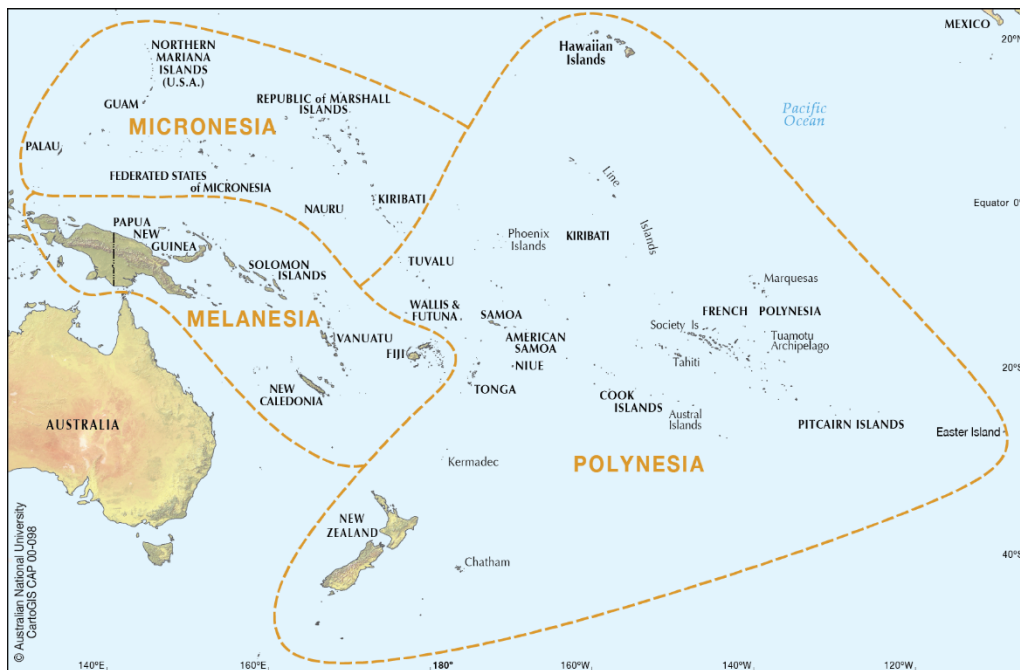 MEXICO
20°N
NORTHERN
MARIANA
ISLANDS
(U.S.A.)
Hawaiian
Islands
GUAM
REPUBLIC of MARSHALL
ISLANDS
Pacific
Ocean
MICRONESIA
PALAU
FEDERATED STATES
of MICRONESIA
Line
Islands
NAURU
KIRIBATI
Equator 0°
PAPUA
NEW
GUINEA
Phoenix
Islands
KIRIBATI
SOLOMON
ISLANDS
TUVALU
Marquesas
MELANESIA
WALLIS &
FUTUNA
SAMOA
FRENCH POLYNESIA
AMERICAN
SAMOA
Society Is
Tuamotu
Archipelago
VANUATU
FIJI
NIUE
Tahiti
20°S
TONGA
NEW
CALEDONIA
COOK
ISLANDS
Austral
Islands
AUSTRALIA
PITCAIRN ISLANDS
Easter Island
Kermadec
POLYNESIA
NEW
ZEALAND
Chatham
40°S
© Australian National University
CartoGIS CAP 00-098
140°E
160°E
180°
160°W
140°W
120°W